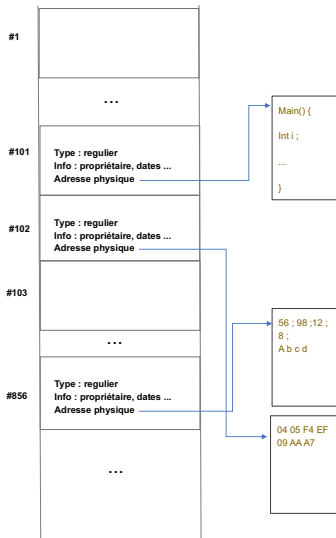 #1
...
#101
Type : regulier
Info : propriétaire, dates ...
Adresse physique
#102
Type : regulier
Info : propriétaire, dates ...
Adresse physique
#103
...
#856
Type : regulier
Info : propriétaire, dates ...
Adresse physique
...
Main() {
Int i ;
...
}
56 ; 98 ;12 ;
8 ;
A b c d
04 05 F4 EF
09 AA A7